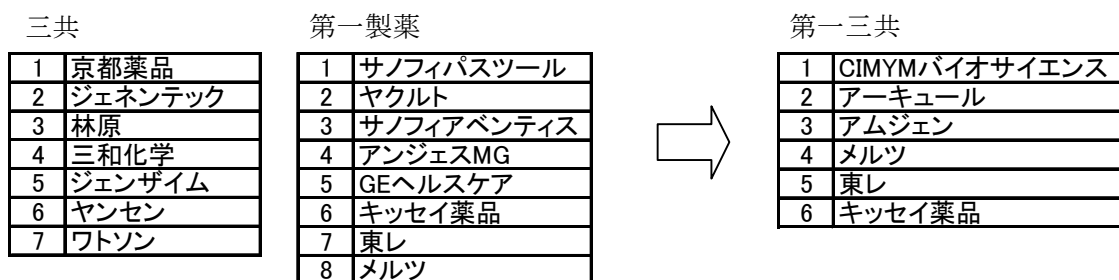 三共
1 京都薬品
2 ジェネンテック
3 林原
4 三和化学
5 ジェンザイム
6 ヤンセン
7 ワトソン
第一製薬
1 サノフィパスツール
2 ヤクルト
3 サノフィアベンティス
4 アンジェスMG
5 GEヘルスケア
6 キッセイ薬品
7 東レ
8 メルツ
第一三共
1 CIMYMバイオサイエンス
2 アーキュール
3 アムジェン
4 メルツ
5 東レ
6 キッセイ薬品